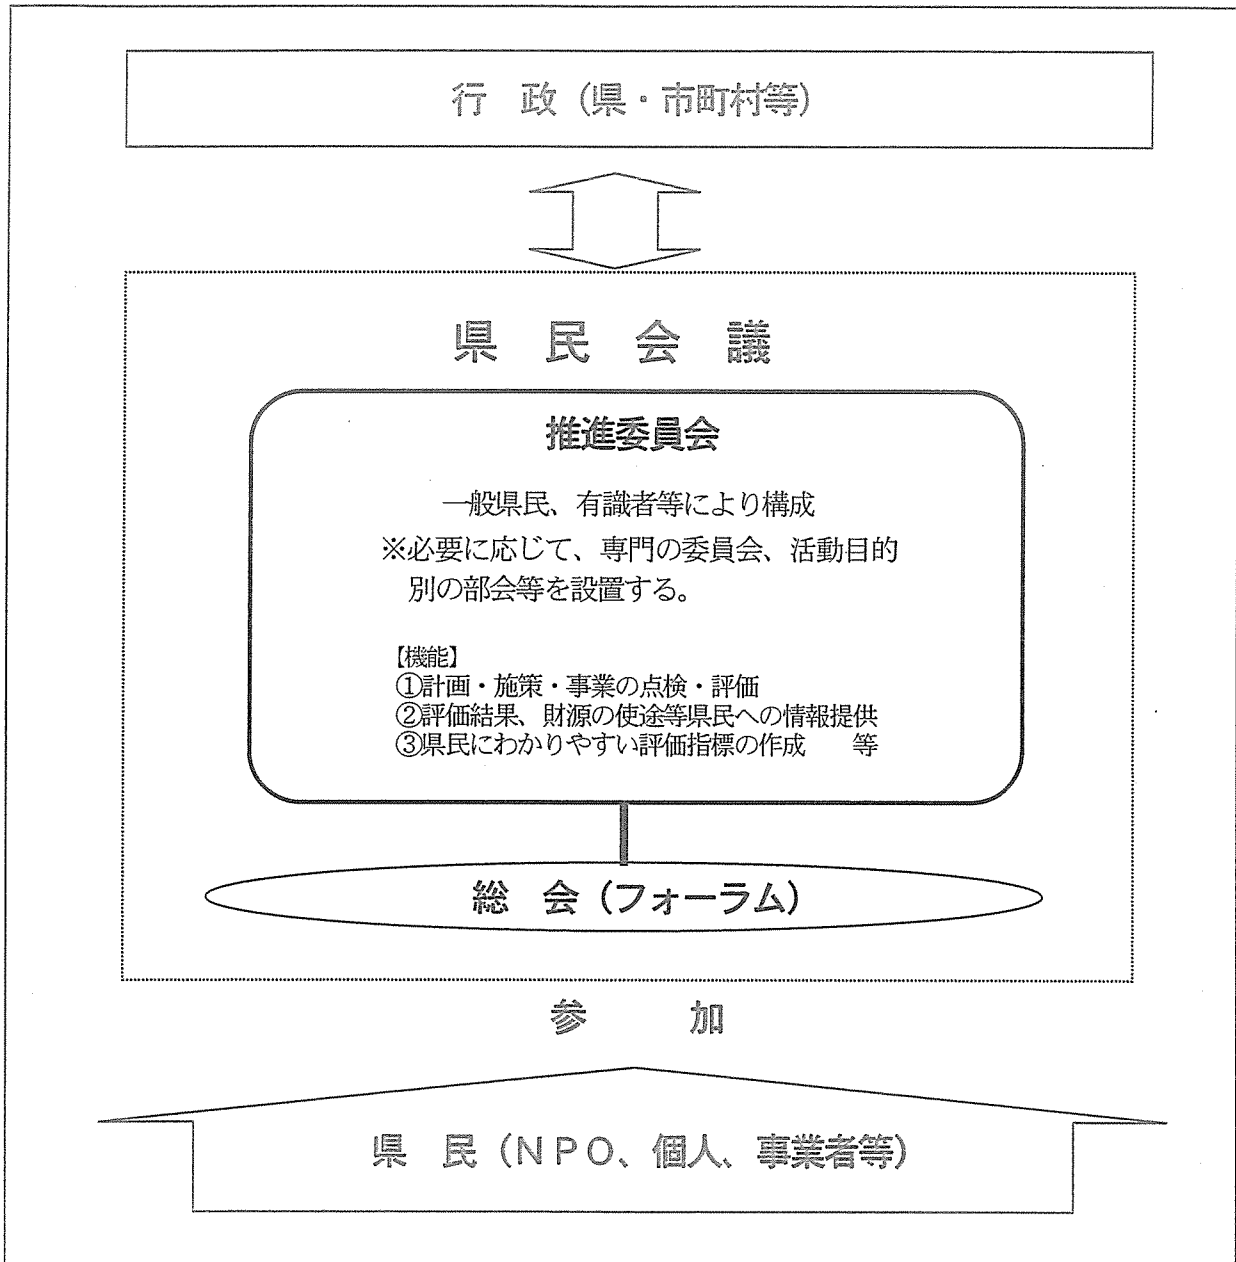 行　政（県・市町村等）
県　民　会　議
推進委員会
一般県民、有識者等により構成
※必要に応じて、専門の委員会、活動目的
別の部会等を設置する。
【機能】
①計画・施策・事業の点検・評価
②評価結果、財源の使途等県民への情報提供
③県民にわかりやすい評価指標の作成　　等
総　会（フォーラム）
参　　　加
県　民（ＮＰＯ、個人、事業者等）